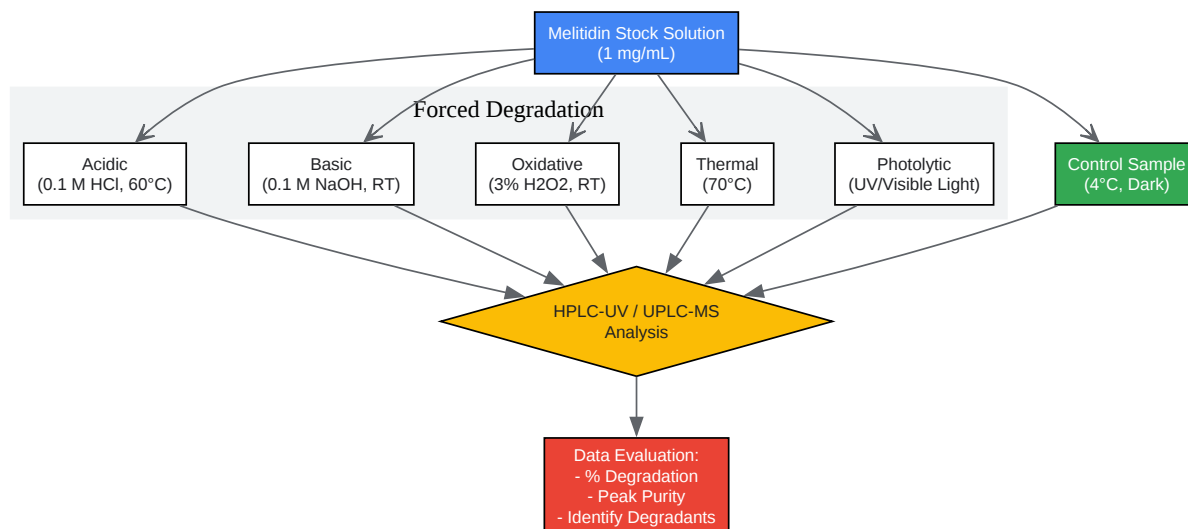 Melitidin Stock Solution
(1 mg/mL)
Forced Degradation
Acidic
(0.1 M HCl, 60°C)
Basic
(0.1 M NaOH, RT)
Oxidative
(3% H2O2, RT)
Thermal
(70°C)
Photolytic
(UV/Visible Light)
Control Sample
(4°C, Dark)
HPLC-UV / UPLC-MS
Analysis
Data Evaluation:
- % Degradation
- Peak Purity
- Identify Degradants